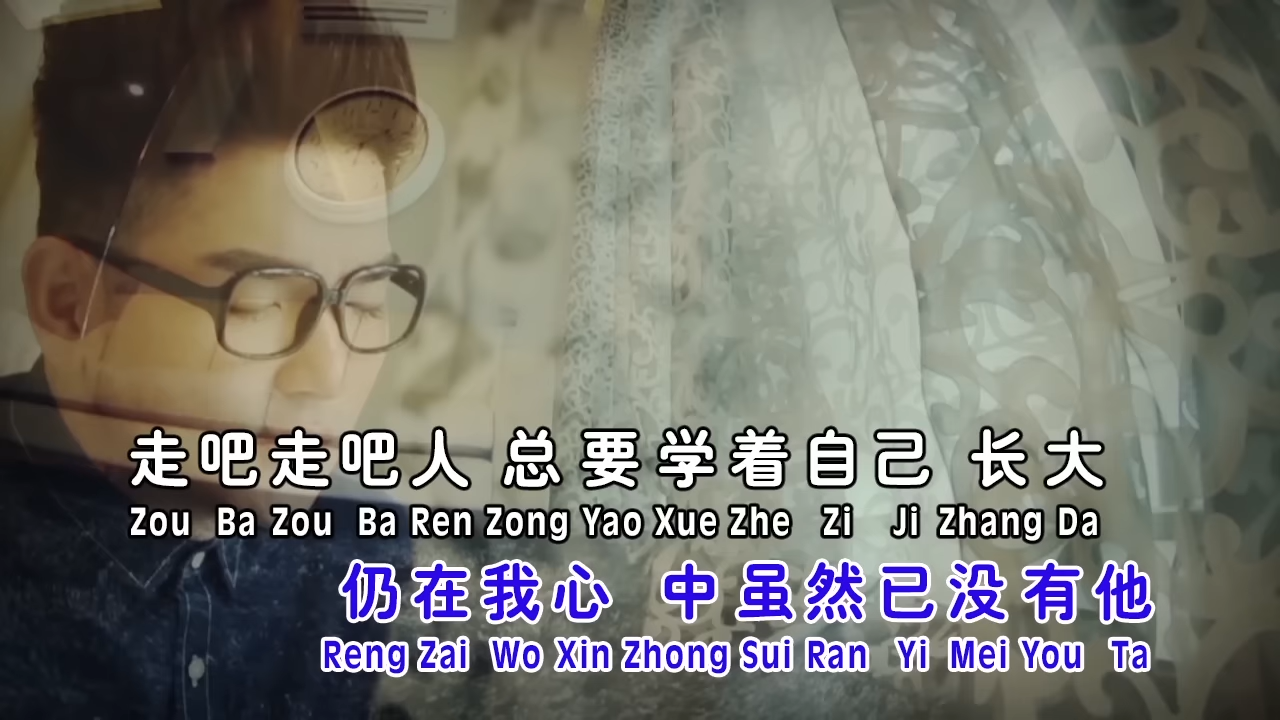 走吧走吧人 总要学着自己 长大
Zou Ba Zou Ba Ren Zong Yao Xue Zhe Zi Ji Zhang Da
仍在我心 中虽然已没有他
Reng Zai Wo Xin Zhong Sui Ran Yi Mei You Ta